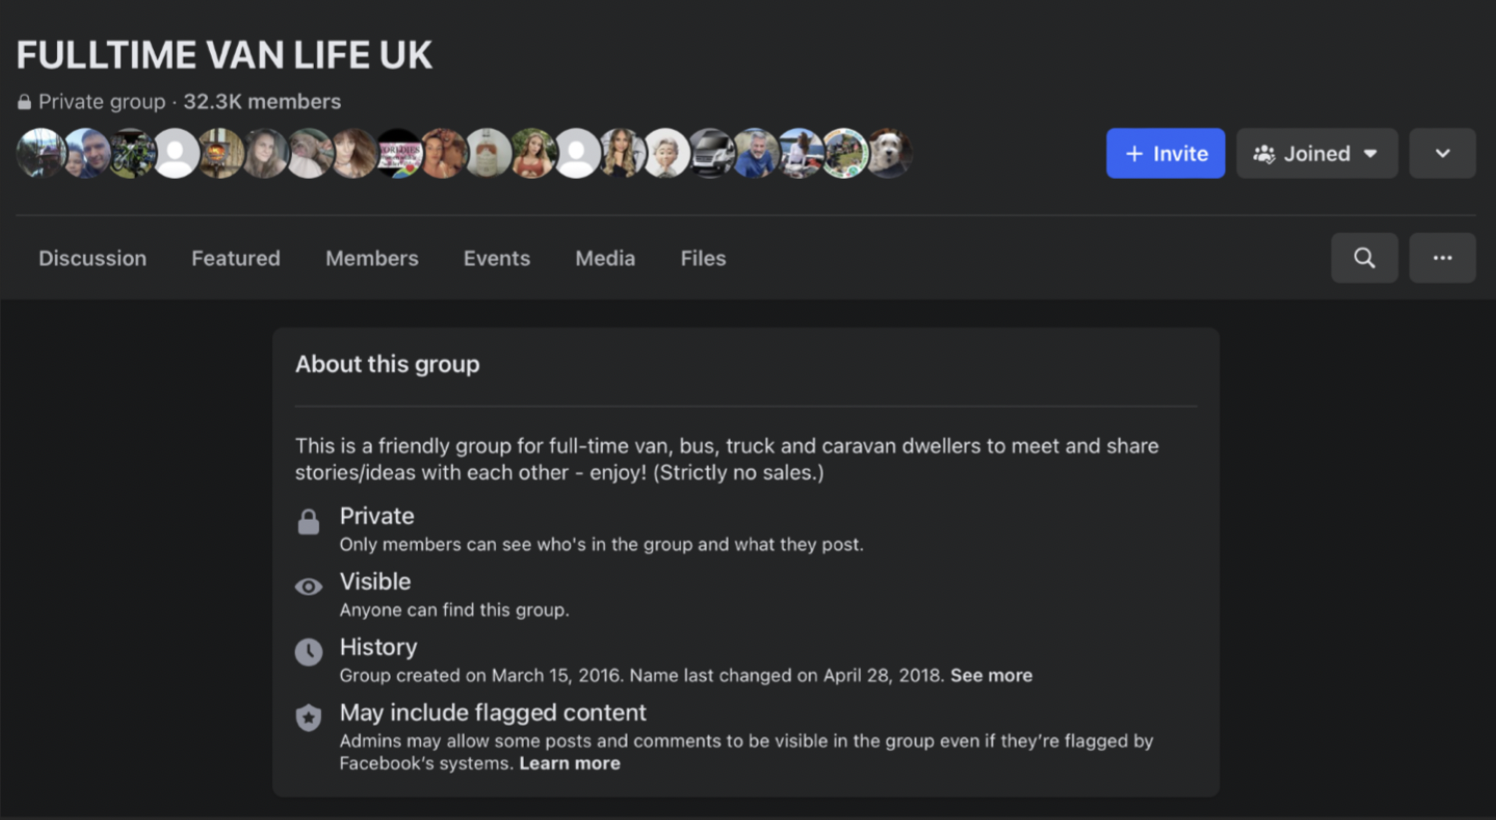 FULLTIME VAN LIFE UK
Private group · 32.3K members
+ Invite
Joined
Discussion
Featured
Members
Events
Media
Files
About this group
This is a friendly group for full-time van, bus, truck and caravan dwellers to meet and share
stories/ideas with each other - enjoy! (Strictly no sales.)
Private
Only members can see who's in the group and what they post.
Visible
Anyone can find this group.
History
Group created on March 15, 2016. Name last changed on April 28, 2018. See more
May include flagged content
Admins may allow some posts and comments to be visible in the group even if they're flagged by
Facebook's systems. Learn more